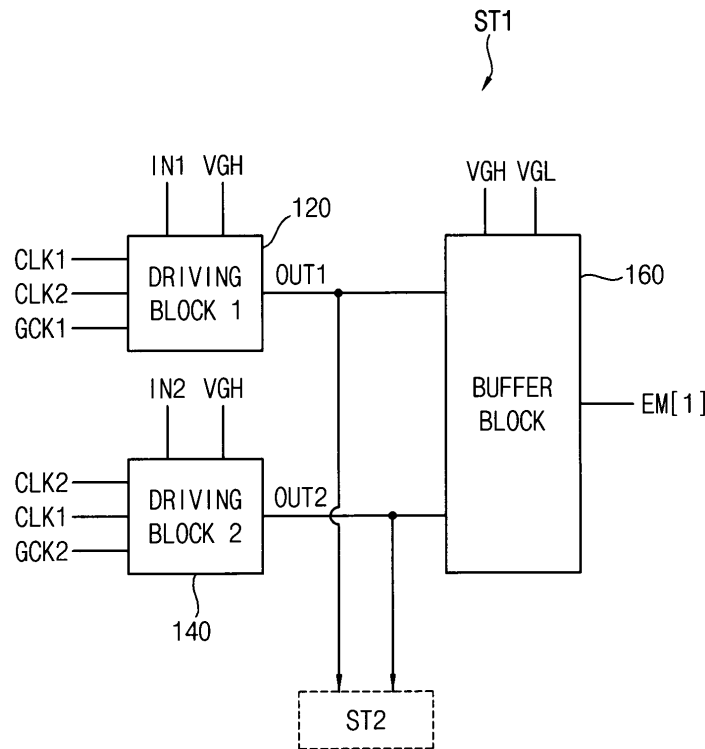 ST1
IN1 VGH
120
VGH VGL
CLK1
CLK2
GCK1
DRIVING
BLOCK 1
OUT1
160
IN2 VGH
BUFFER
BLOCK
EM[1]
CLK2
CLK1
GCK2
DRIVING
BLOCK 2
OUT2
140
ST2